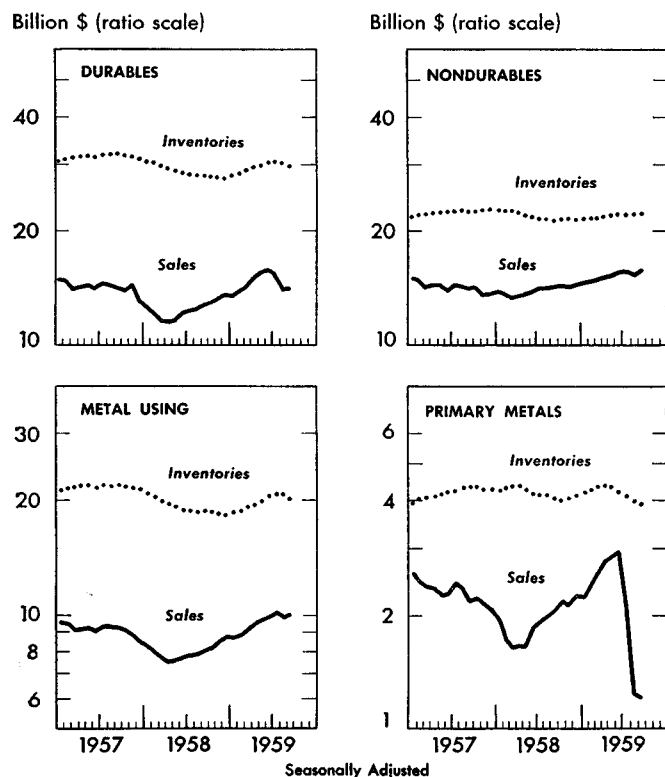 Billion $ (ratio scale) Billion $ (ratio scale)
DURABLES NONDURABLES
40 40
Inventories
Inventories
20 20
Sales Sales
10 10
METAL USING PRIMARY METALS
30 6
Inventories Inventories
20 4
Sales
10 Sales 2
8
6
1
1957 1958 1959 1957 1958 1959
Seasonally Adjusted